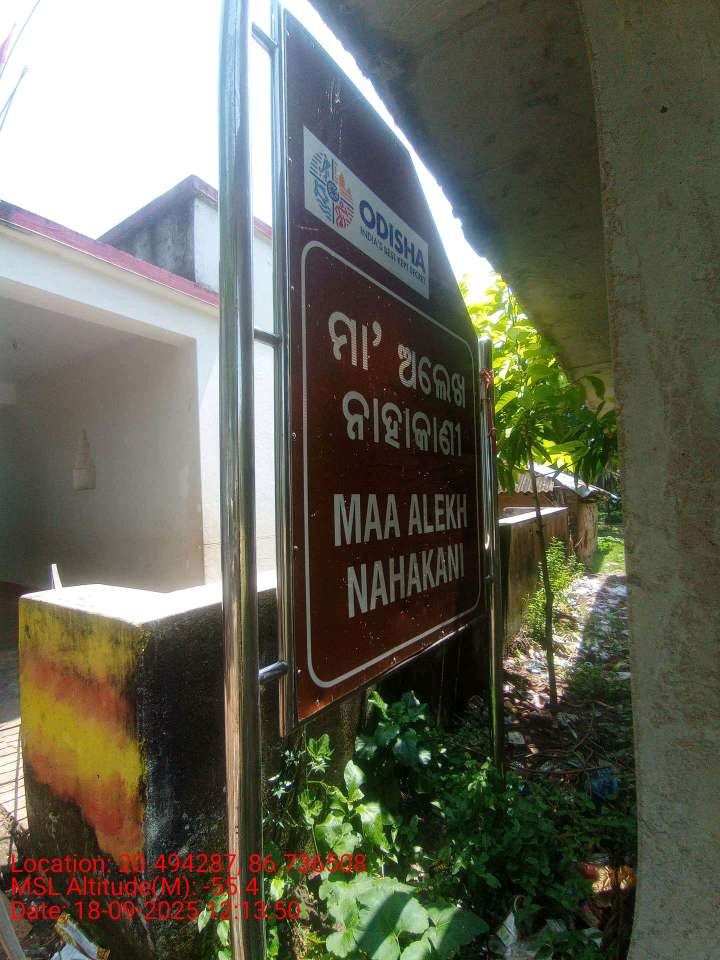 ODISHA
INDIA'S BEST KEPT SECRET
ମା' ଅଲେଖ
ନାହାକାଣୀ
MAA ALEKH
NAHAKANI
Location: 20.494287, 86.736508
MSL Altitude(M): -55.4
Date: 18-09-2025 12:13:50